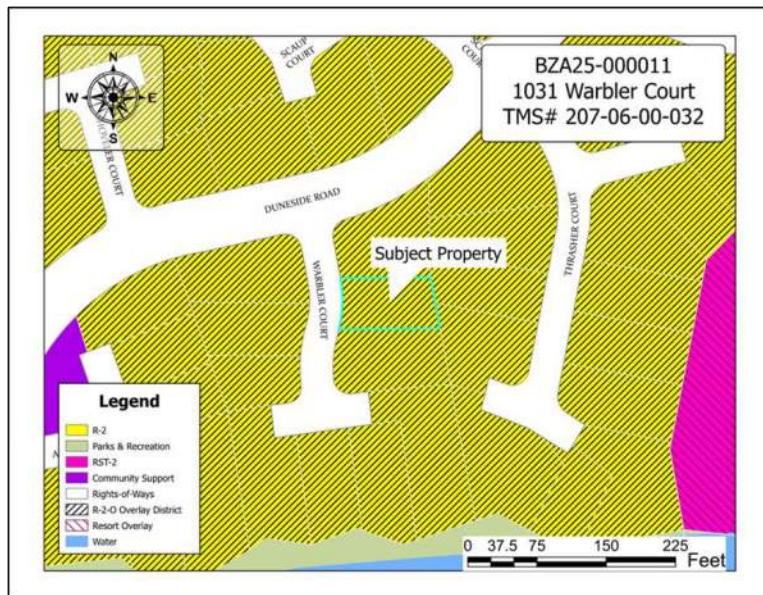 N
W E
S
SCAUP
COURT
BZA25-000011
1031 Warbler Court
TMS# 207-06-00-032
COURT
DUNESIDE ROAD
Subject Property
WARBLER COURT
THRASHER COURT
Legend
R-2
Parks & Recreation
RST-2
Community Support
Rights-of-Ways
R-2-O Overlay District
Resort Overlay
Water
0 37.5 75 150 225
Feet